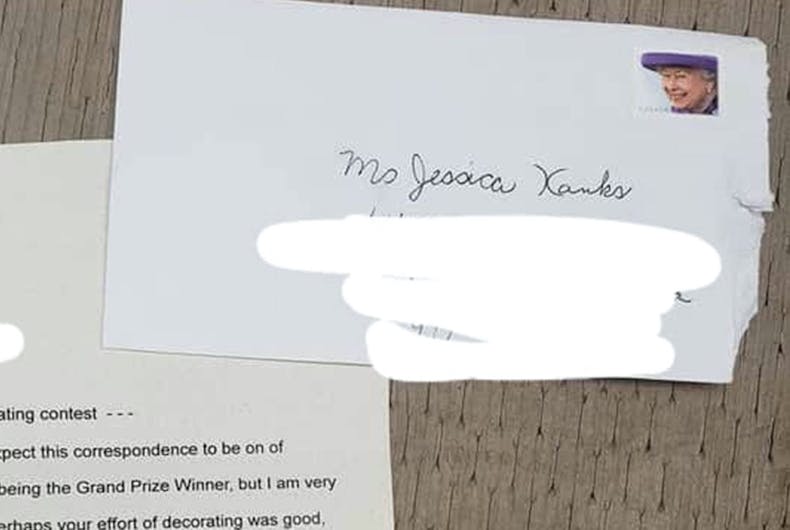 Ms Jessica Yanks
ating contest ---
pect this correspondence to be on of
being the Grand Prize Winner, but I am very
erhaps your effort of decorating was good,